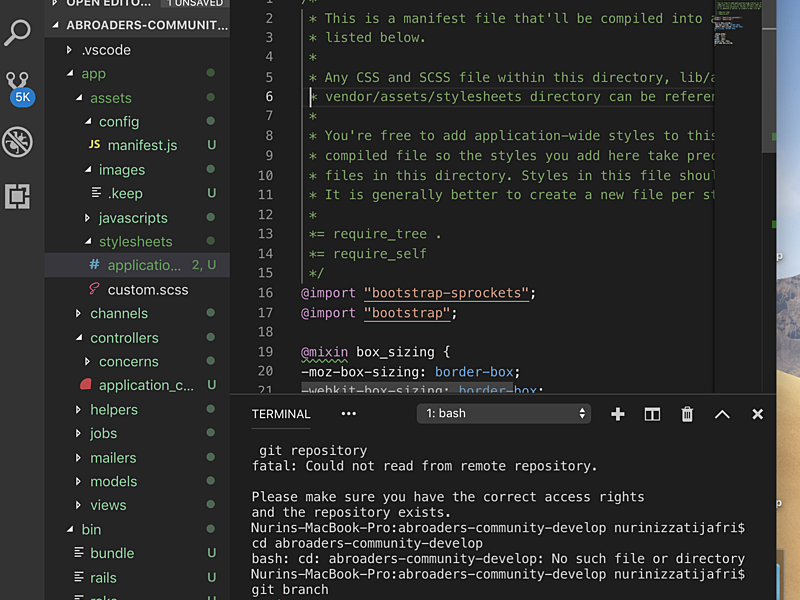 OPEN EDITO... 1 UNSAVED
ABROADERS-COMMUNIT...
.vscode
app
assets
config
JS manifest.js U
images
.keep U
javascripts
stylesheets
# applicatio... 2, U
custom.scss
channels
controllers
concerns
application_c... U
helpers
jobs
mailers
models
views
bin
bundle U
rails U
5K
1 /*
2 * This is a manifest file that'll be compiled into
3 * listed below.
4 *
5 * Any CSS and SCSS file within this directory, lib/a
6 * vendor/assets/stylesheets directory can be referen
7 *
8 * You're free to add application-wide styles to this
9 * compiled file so the styles you add here take prec
10 * files in this directory. Styles in this file shoul
11 * It is generally better to create a new file per st
12 *
13 *= require_tree .
14 *= require_self
15 */
16 @import "bootstrap-sprockets";
17 @import "bootstrap";
18
19 @mixin box_sizing {
20 -moz-box-sizing: border-box;
21 -webkit-box-sizing: border-box;
TERMINAL ••• 1: bash
git repository
fatal: Could not read from remote repository.
Please make sure you have the correct access rights
and the repository exists.
Nurins-MacBook-Pro:abroaders-community-develop nurinizzatijafri$
cd abroaders-community-develop
bash: cd: abroaders-community-develop: No such file or directory
Nurins-MacBook-Pro:abroaders-community-develop nurinizzatijafri$
git branch